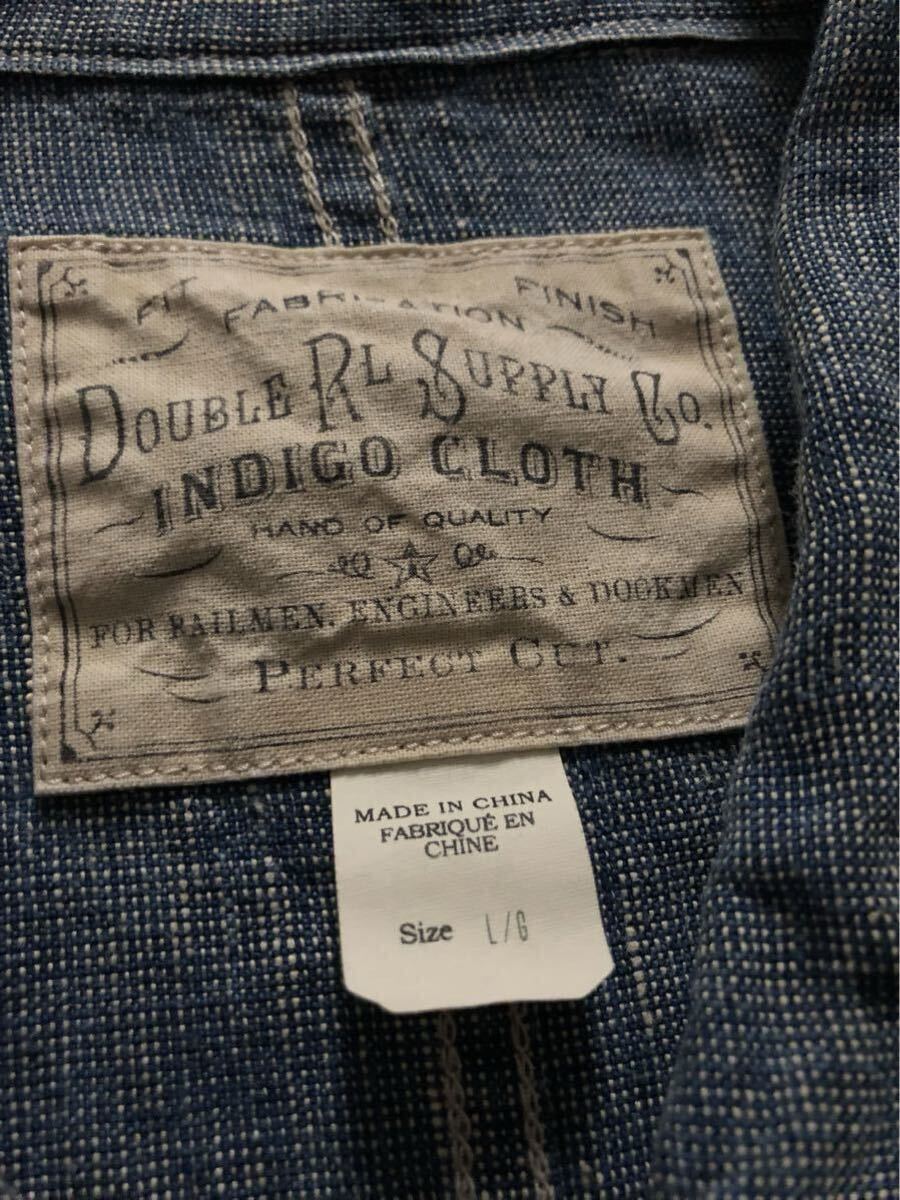 FIT FABRICATION FINISH
DOUBLE RL SUPPLY CO.
INDIGO CLOTH
HAND OF QUALITY
FOR RAILMEN, ENGINEERS & DOCKMEN
PERFECT CUT.
MADE IN CHINA
FABRIQUÉ EN
CHINE
Size L/G